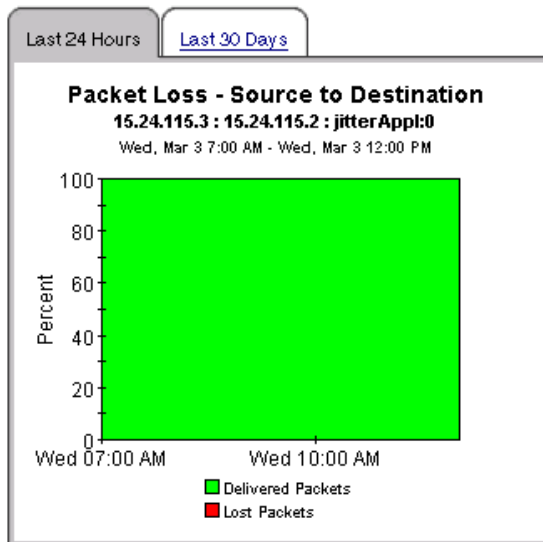 Last 24 Hours
Last 30 Days
Packet Loss - Source to Destination
15.24.115.3 : 15.24.115.2 : jitterAppl:0
Wed, Mar 3 7:00 AM - Wed, Mar 3 12:00 PM
100
80
60
40
20
0
Percent
Wed 07:00 AM
Wed 10:00 AM
Delivered Packets
Lost Packets